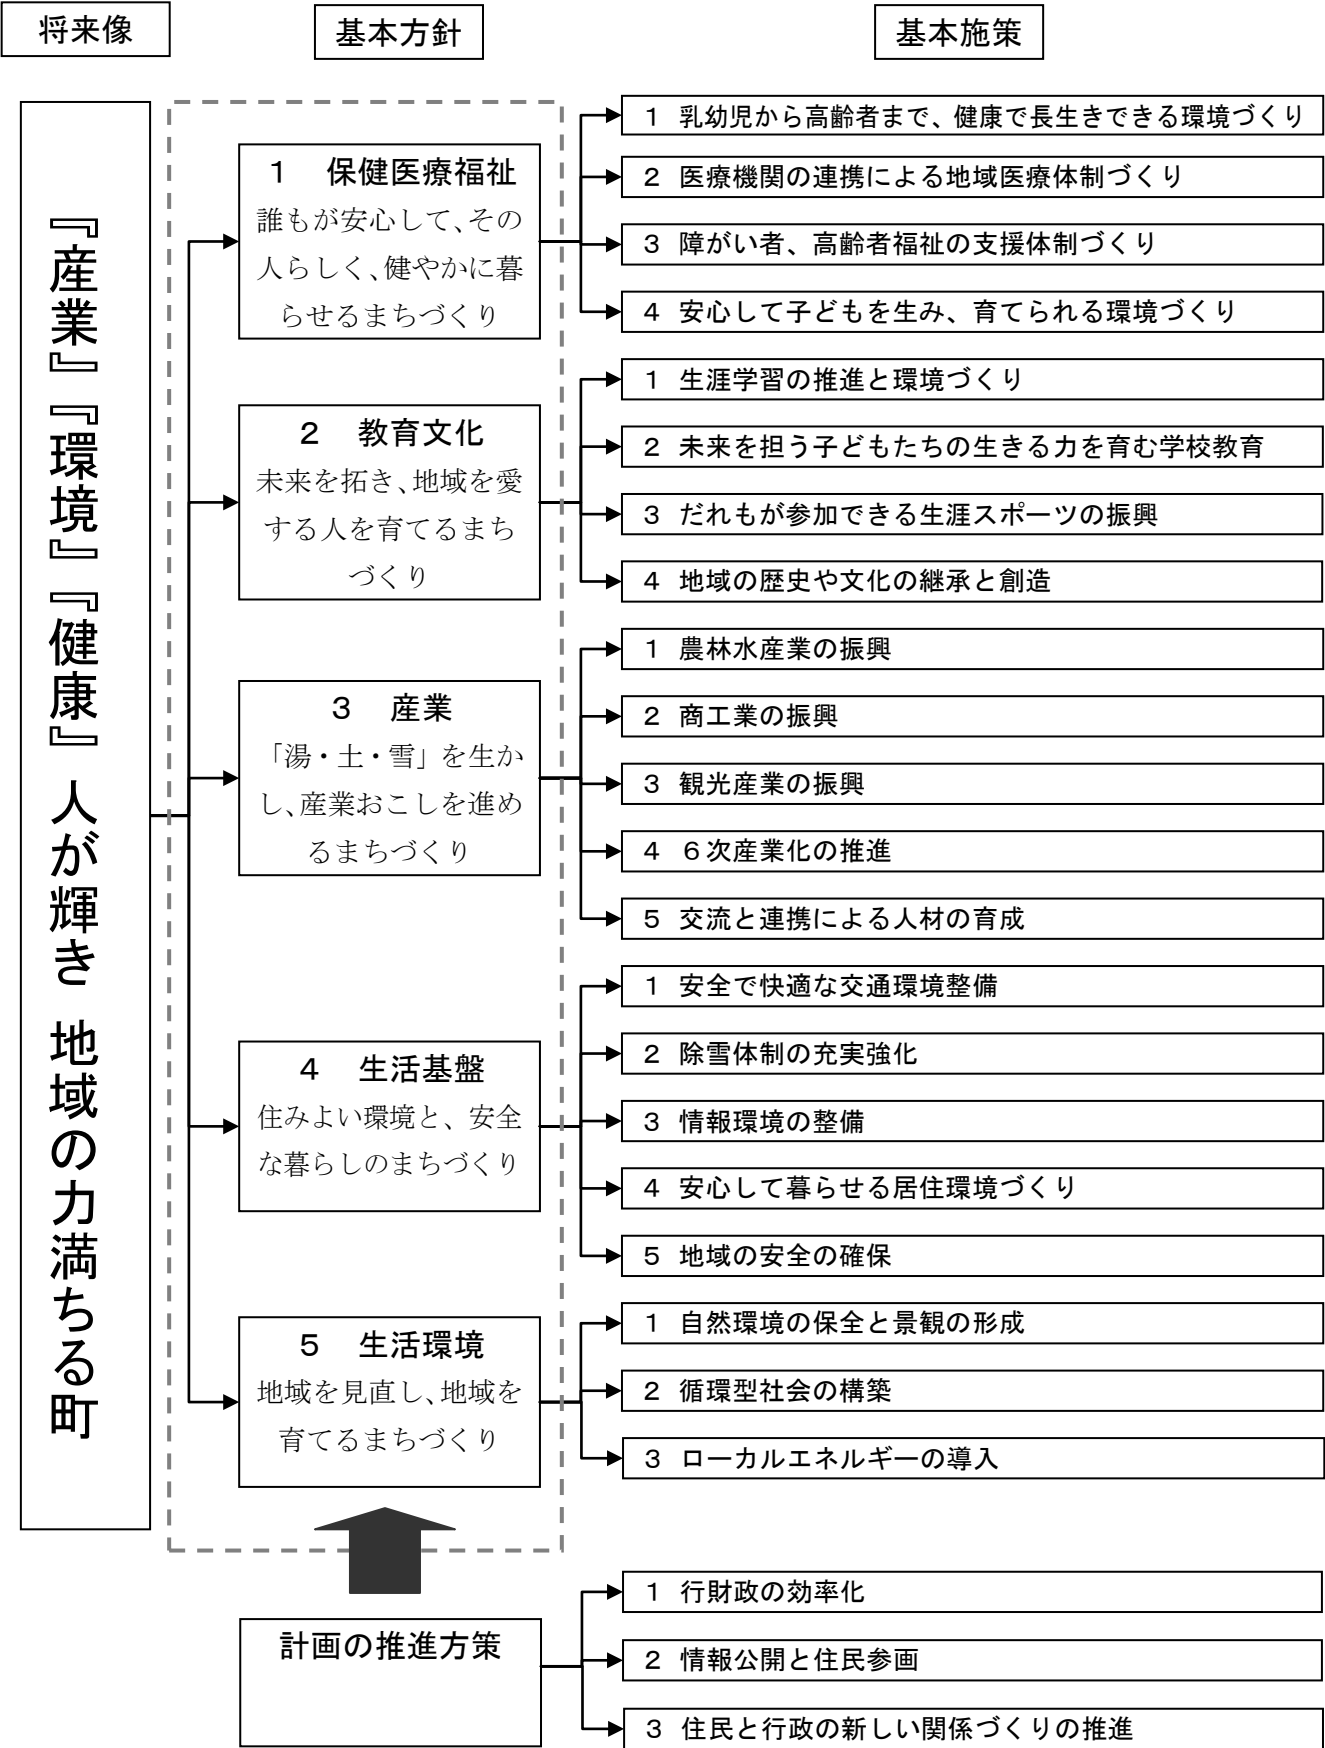 将来像
基本方針
基本施策
『産業』『環境』『健康』人が輝き 地域の力満ちる町
１ 保健医療福祉
誰もが安心して、その
人らしく、健やかに暮
らせるまちづくり
１ 乳幼児から高齢者まで、健康で長生きできる環境づくり
２ 医療機関の連携による地域医療体制づくり
３ 障がい者、高齢者福祉の支援体制づくり
４ 安心して子どもを生み、育てられる環境づくり
２ 教育文化
未来を拓き、地域を愛
する人を育てるまち
づくり
１ 生涯学習の推進と環境づくり
２ 未来を担う子どもたちの生きる力を育む学校教育
３ だれもが参加できる生涯スポーツの振興
４ 地域の歴史や文化の継承と創造
３ 産業
「湯・土・雪」を生か
し、産業おこしを進め
るまちづくり
１ 農林水産業の振興
２ 商工業の振興
３ 観光産業の振興
４ ６次産業化の推進
５ 交流と連携による人材の育成
４ 生活基盤
住みよい環境と、安全
な暮らしのまちづくり
１ 安全で快適な交通環境整備
２ 除雪体制の充実強化
３ 情報環境の整備
４ 安心して暮らせる居住環境づくり
５ 地域の安全の確保
５ 生活環境
地域を見直し、地域を
育てるまちづくり
１ 自然環境の保全と景観の形成
２ 循環型社会の構築
３ ローカルエネルギーの導入
計画の推進方策
１ 行財政の効率化
２ 情報公開と住民参画
３ 住民と行政の新しい関係づくりの推進